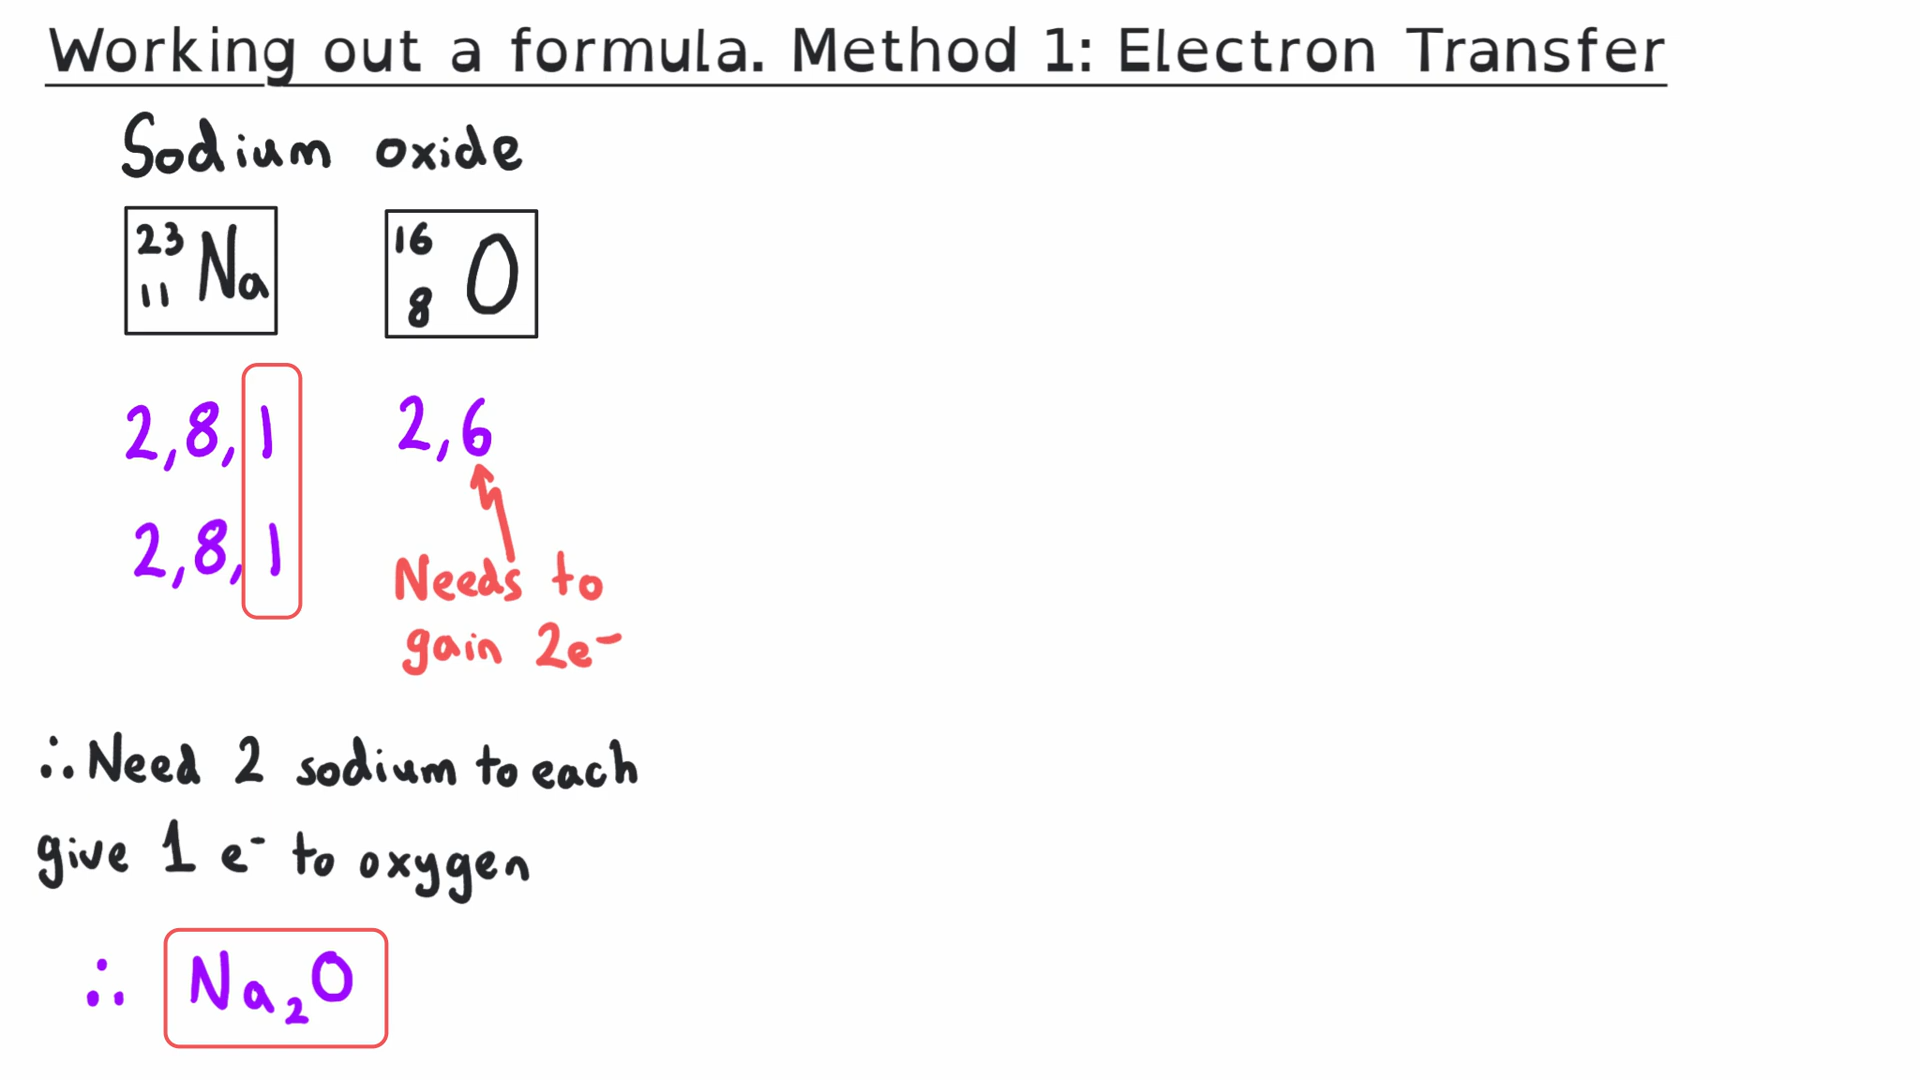 Working out a formula. Method 1: Electron Transfer
Sodium oxide
23 11 Na
16 8 O
2,8,1 2,6
2,8,1
Needs to
gain 2e⁻
∴ Need 2 sodium to each
give 1 e⁻ to oxygen
∴ Na₂O